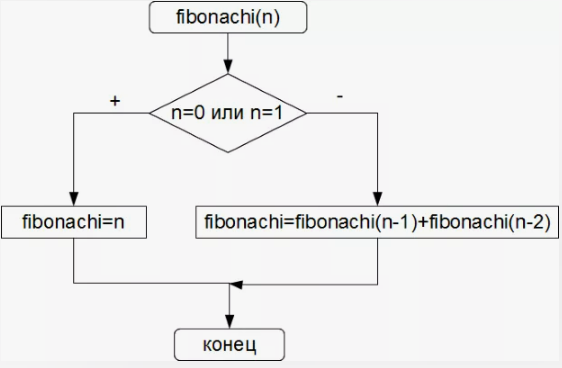 fibonachi(n)
+
-
n=0 или n=1
fibonachi=n
fibonachi=fibonachi(n-1)+fibonachi(n-2)
конец